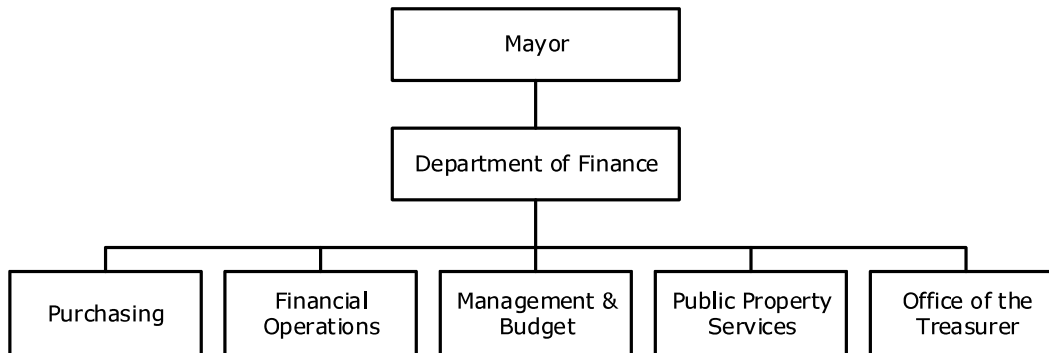 Mayor
Department of Finance
Purchasing
Financial
Operations
Management &
Budget
Public Property
Services
Office of the
Treasurer